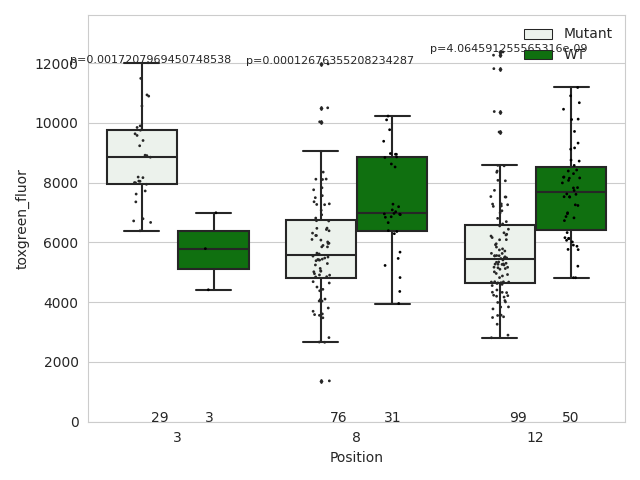 Mutant
WT
p=0.0017207969450748538
p=0.00012676355208234287
p=4.064591255565316e-09
12000
10000
8000
6000
4000
2000
0
toxgreen_fluor
29 3 76 31 99 50
3 8 12
Position